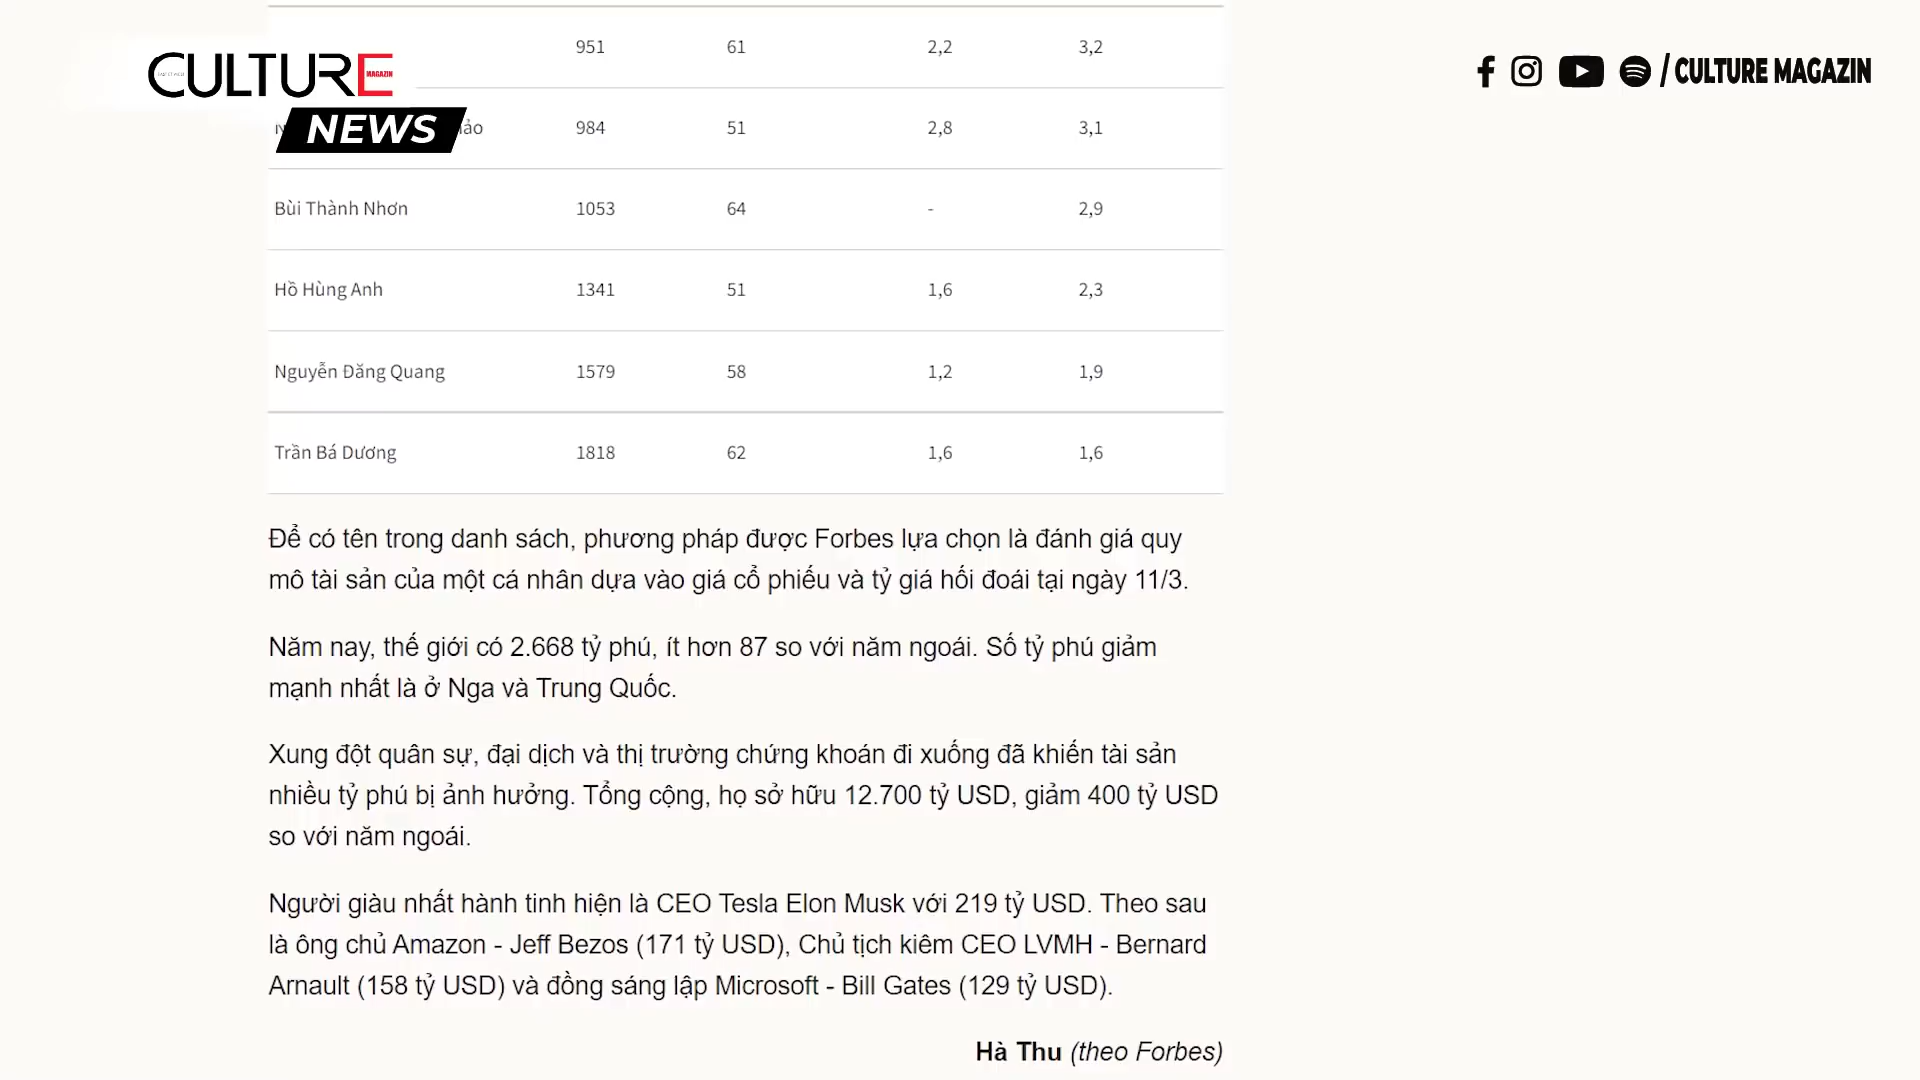 CULTURE
MAGAZIN
NEWS
/ CULTURE MAGAZIN
951 61 2,2 3,2
984 51 2,8 3,1
Bùi Thành Nhơn 1053 64 - 2,9
Hồ Hùng Anh 1341 51 1,6 2,3
Nguyễn Đăng Quang 1579 58 1,2 1,9
Trần Bá Dương 1818 62 1,6 1,6
Để có tên trong danh sách, phương pháp được Forbes lựa chọn là đánh giá quy
mô tài sản của một cá nhân dựa vào giá cổ phiếu và tỷ giá hối đoái tại ngày 11/3.
Năm nay, thế giới có 2.668 tỷ phú, ít hơn 87 so với năm ngoái. Số tỷ phú giảm
mạnh nhất là ở Nga và Trung Quốc.
Xung đột quân sự, đại dịch và thị trường chứng khoán đi xuống đã khiến tài sản
nhiều tỷ phú bị ảnh hưởng. Tổng cộng, họ sở hữu 12.700 tỷ USD, giảm 400 tỷ USD
so với năm ngoái.
Người giàu nhất hành tinh hiện là CEO Tesla Elon Musk với 219 tỷ USD. Theo sau
là ông chủ Amazon - Jeff Bezos (171 tỷ USD), Chủ tịch kiêm CEO LVMH - Bernard
Arnault (158 tỷ USD) và đồng sáng lập Microsoft - Bill Gates (129 tỷ USD).
Hà Thu (theo Forbes)